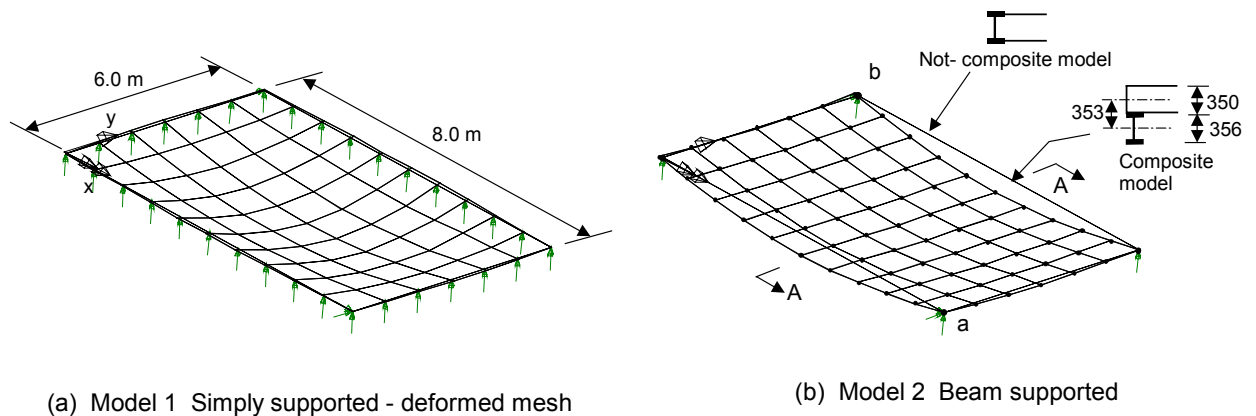 6.0 m
8.0 m
y
x
(a) Model 1 Simply supported - deformed mesh
Not- composite model
b
353
350
356
Composite
model
A
A
a
(b) Model 2 Beam supported